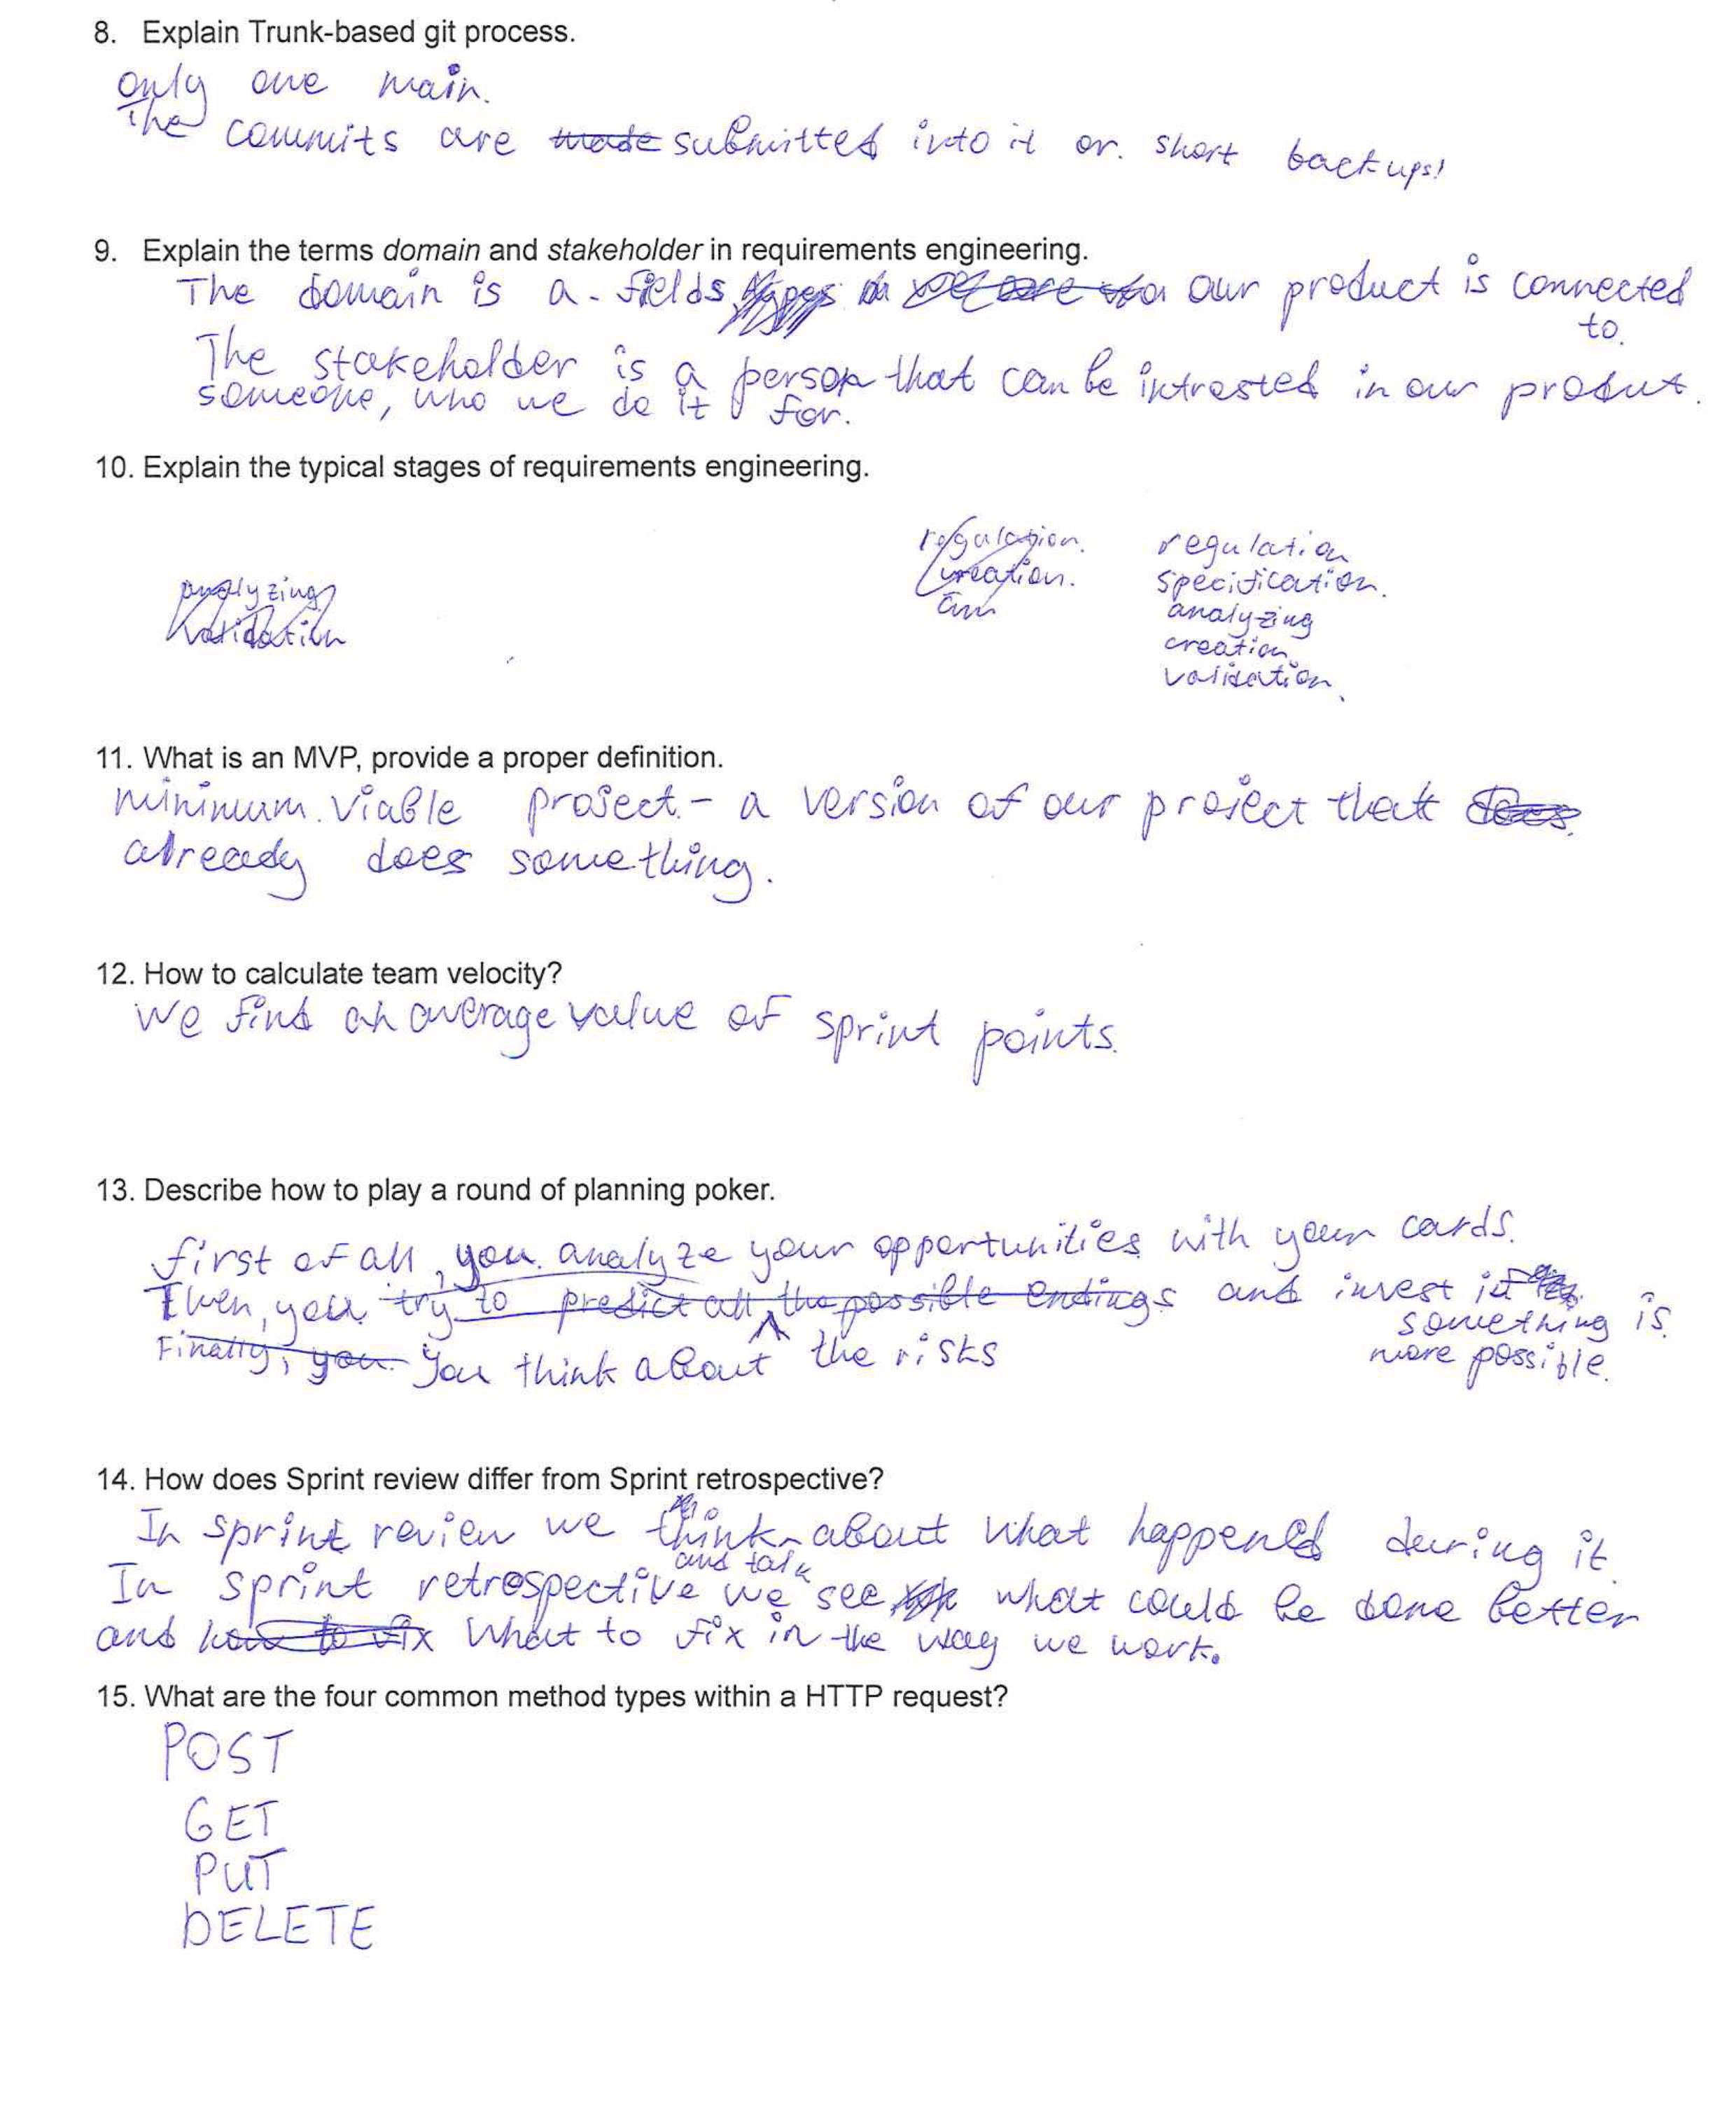 8. Explain Trunk-based git process.
only one main.
The commits are made submitted into it or. short backups!
9. Explain the terms domain and stakeholder in requirements engineering.
The domain is a fields our product is connected
to.
The stakeholder is a person that can be intrested in our produt.
someone, who we do it for.
10. Explain the typical stages of requirements engineering.
regulation.
creation.
an
analyzing
validation
regulation
specification.
analyzing
creation
validation.
11. What is an MVP, provide a proper definition.
minimum viable project - a version of our project that does
already does something.
12. How to calculate team velocity?
We find an average value of sprint points.
13. Describe how to play a round of planning poker.
first of all, you analyze your opportunities with your cards.
Then, you try to predict all the possible endings and invest if
something is
more possible.
Finally, you You think about the risks
14. How does Sprint review differ from Sprint retrospective?
In sprint review we think about what happened during it.
and talk
In sprint retrospective we see what could be done better
and how to fix what to fix in the way we work.
15. What are the four common method types within a HTTP request?
POST
GET
PUT
DELETE